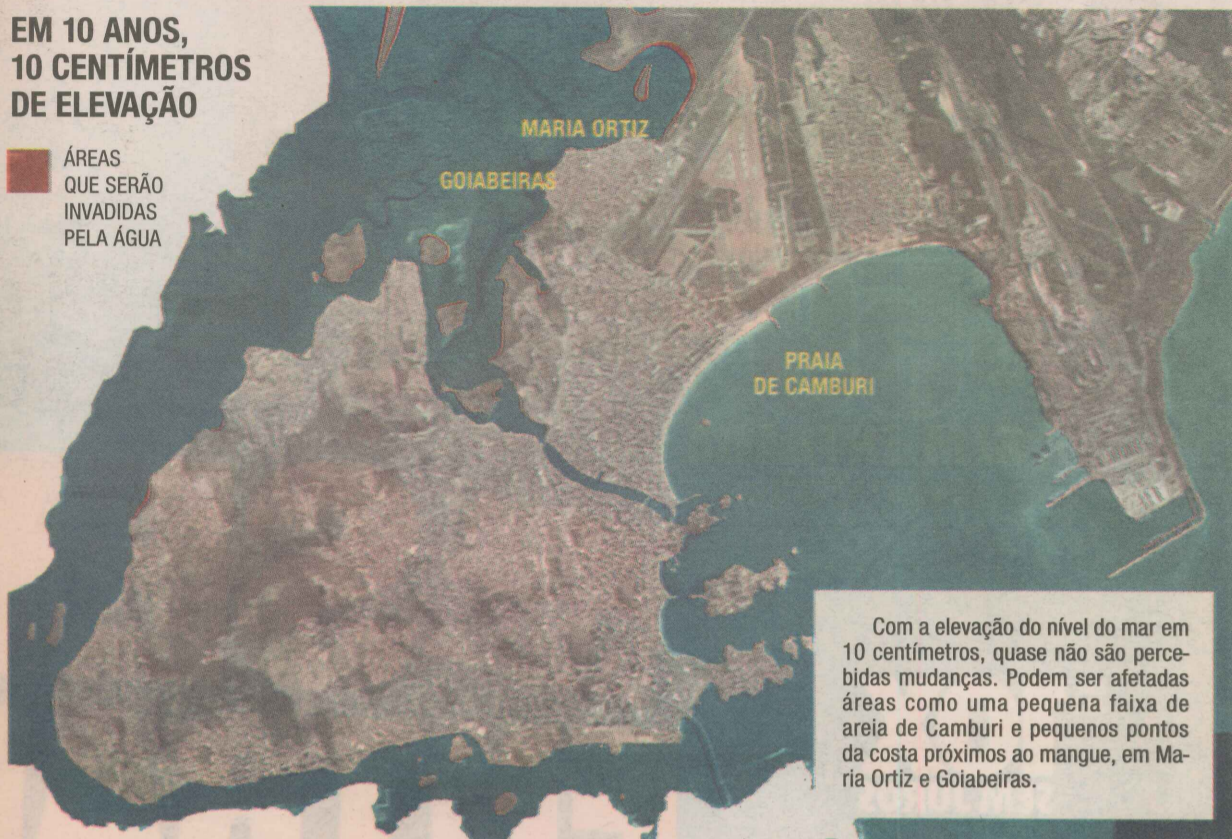 EM 10 ANOS,
10 CENTÍMETROS
DE ELEVAÇÃO
ÁREAS
QUE SERÃO
INVADIDAS
PELA ÁGUA
MARIA ORTIZ
GOIABEIRAS
PRAIA
DE CAMBURI
Com a elevação do nível do mar em
10 centímetros, quase não são perce-
bidas mudanças. Podem ser afetadas
áreas como uma pequena faixa de
areia de Camburi e pequenos pontos
da costa próximos ao mangue, em Ma-
ria Ortiz e Goiabeiras.